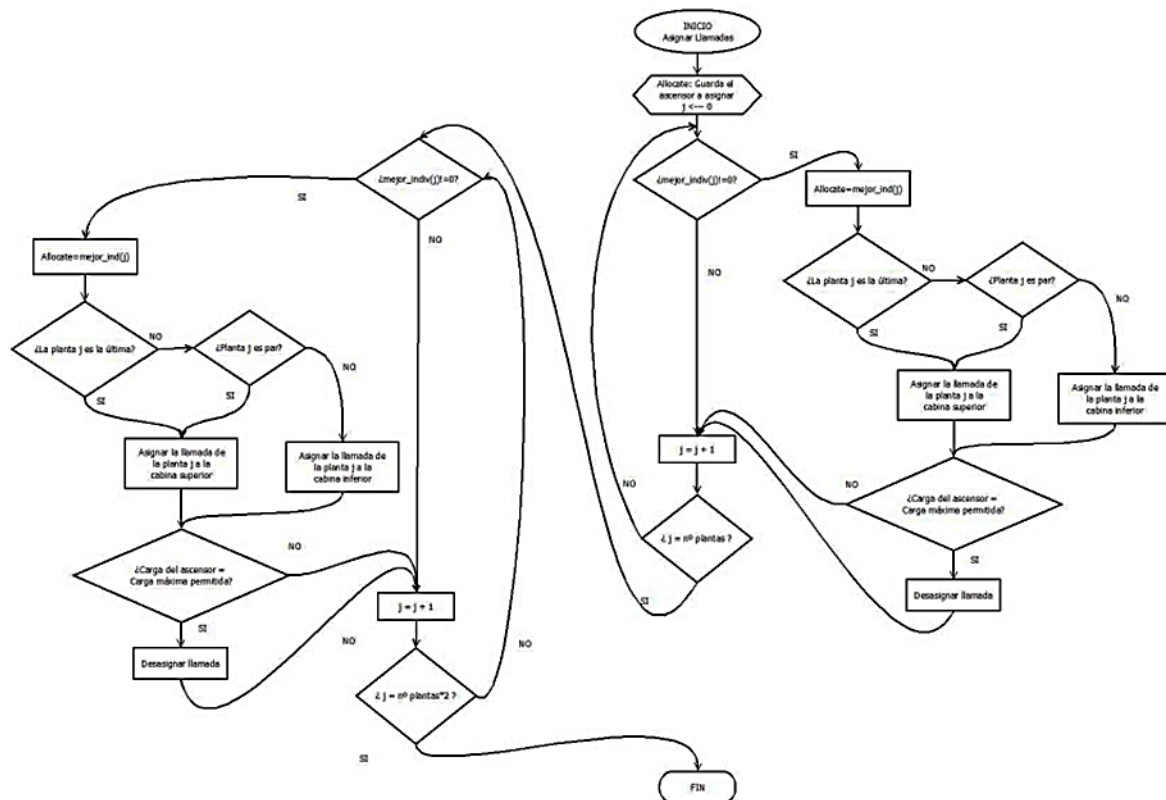 INICIO
Asignar Llamadas
Allocate: Guarda el
ascensor a asignar
j <--- 0
¿mejor_indiv(j)!=0?
SI
Allocate=mejor_ind(j)
NO
¿La planta j es la última?
NO
¿Planta j es par?
NO
SI
SI
Asignar la llamada de
la planta j a la
cabina superior
Asignar la llamada de
la planta j a la
cabina inferior
j = j + 1
NO
¿Carga del ascensor =
Carga máxima permitida?
NO
¿ j = nº plantas ?
SI
SI
Desasignar llamada
¿mejor_indiv(j)!=0?
SI
NO
Allocate=mejor_ind(j)
¿La planta j es la última?
NO
¿Planta j es par?
NO
SI
SI
Asignar la llamada de
la planta j a la
cabina superior
Asignar la llamada de
la planta j a la
cabina inferior
¿Carga del ascensor =
Carga máxima permitida?
NO
j = j + 1
SI
NO
NO
Desasignar llamada
¿ j = nº plantas*2 ?
SI
FIN